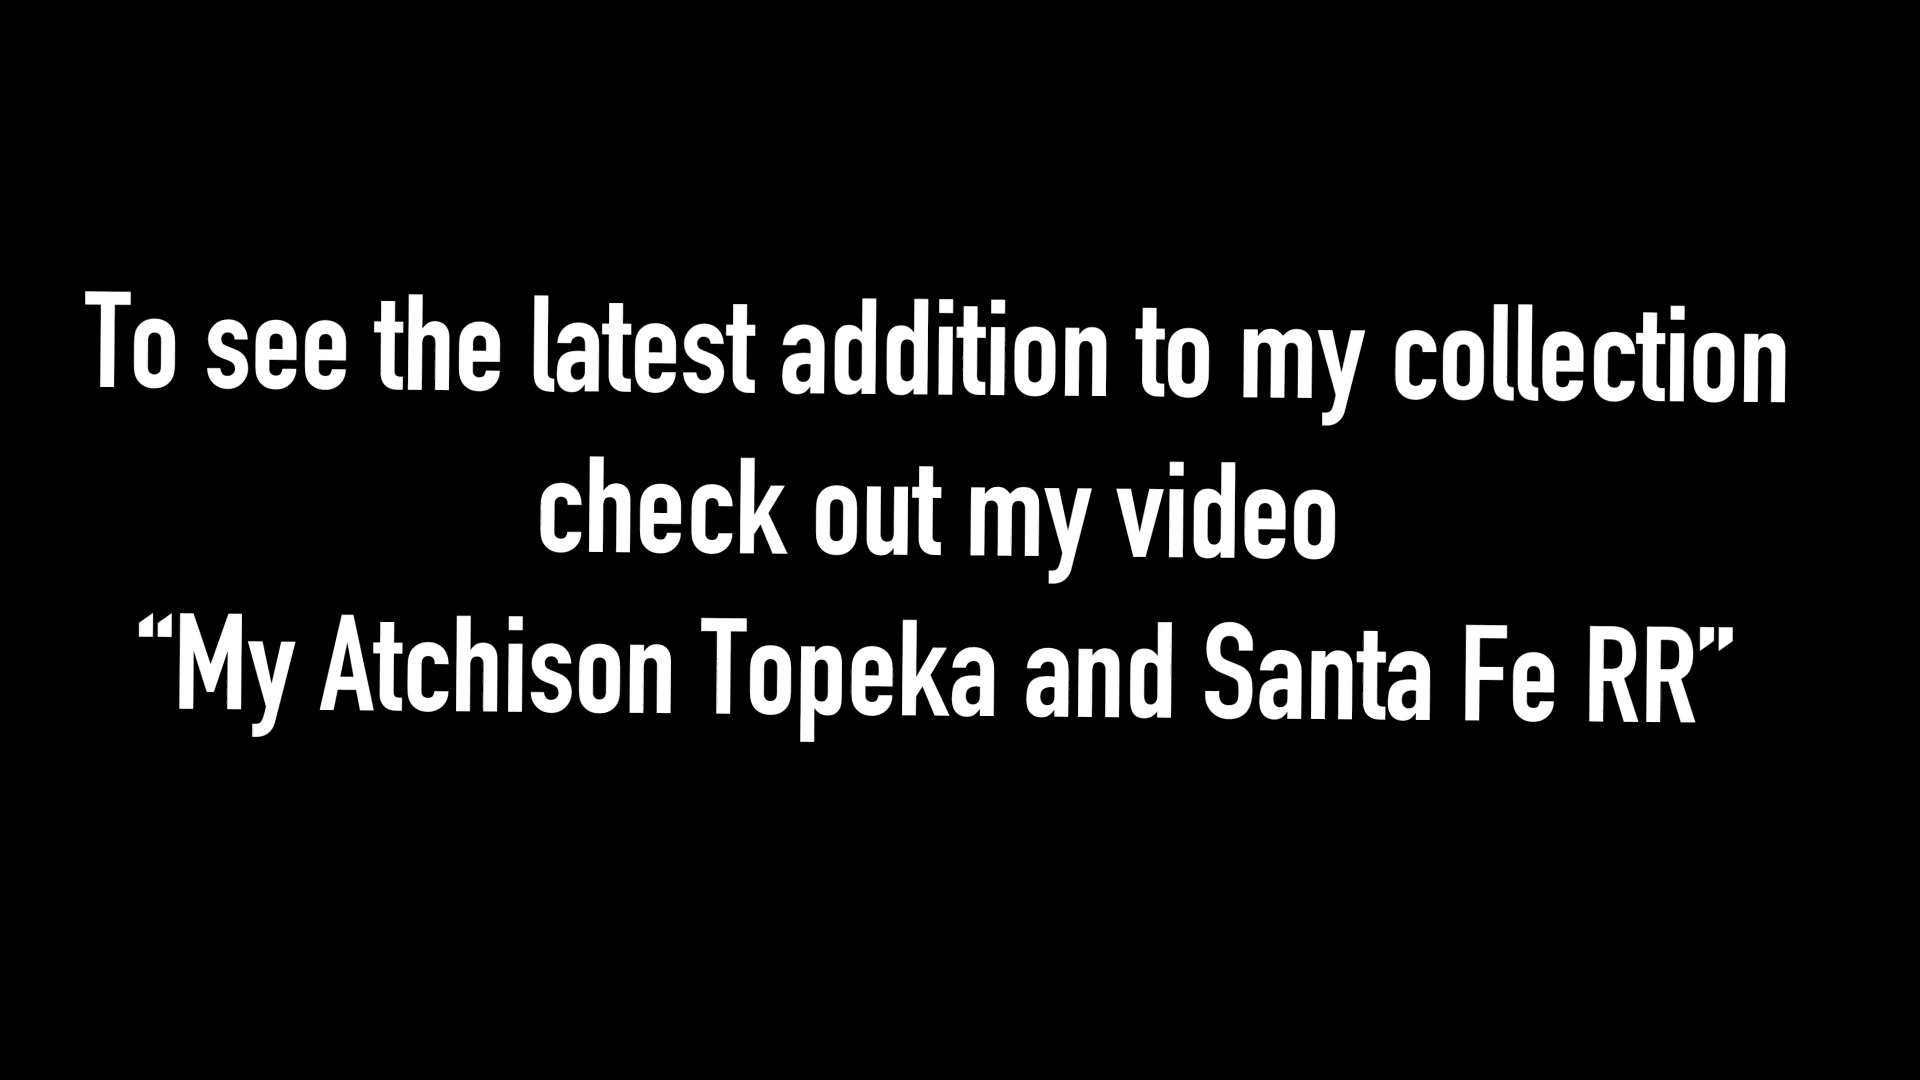 To see the latest addition to my collection
check out my video
“My Atchison Topeka and Santa Fe RR”